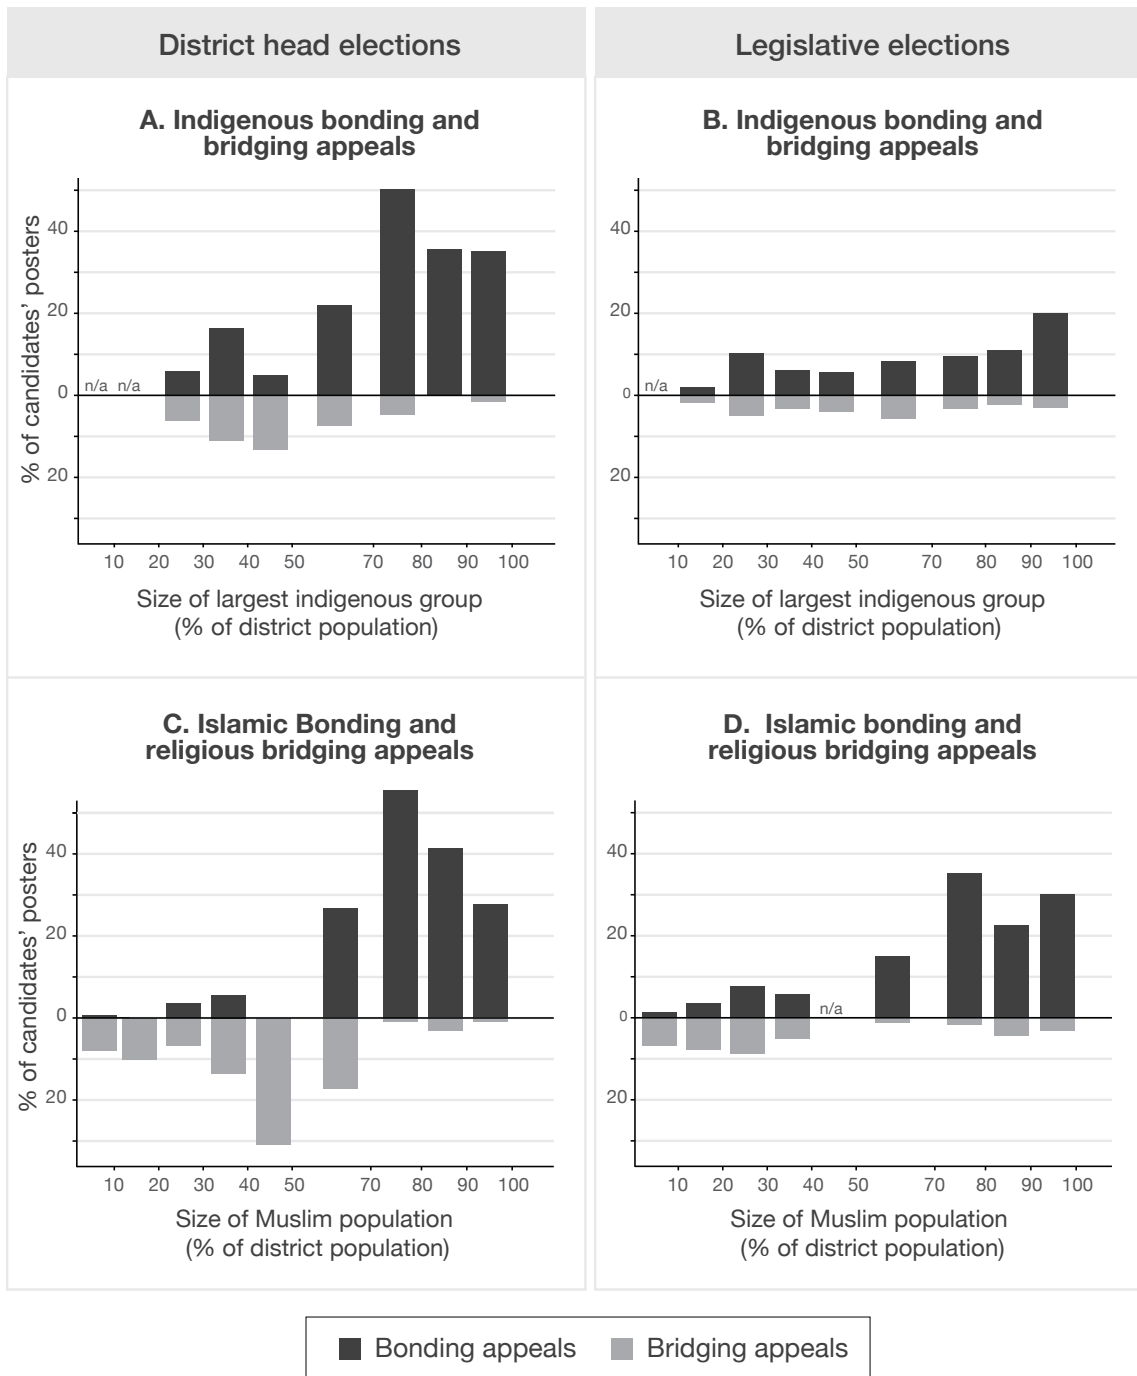 District head elections
Legislative elections
A. Indigenous bonding and
bridging appeals
% of candidates’ posters
40
20
0
20
n/a n/a
10 20 30 40 50 70 80 90 100
Size of largest indigenous group
(% of district population)
B. Indigenous bonding and
bridging appeals
40
20
0
20
n/a
10 20 30 40 50 70 80 90 100
Size of largest indigenous group
(% of district population)
C. Islamic Bonding and
religious bridging appeals
% of candidates’ posters
40
20
0
20
10 20 30 40 50 70 80 90 100
Size of Muslim population
(% of district population)
D. Islamic bonding and
religious bridging appeals
40
20
0
20
n/a
10 20 30 40 50 70 80 90 100
Size of Muslim population
(% of district population)
Bonding appeals
Bridging appeals